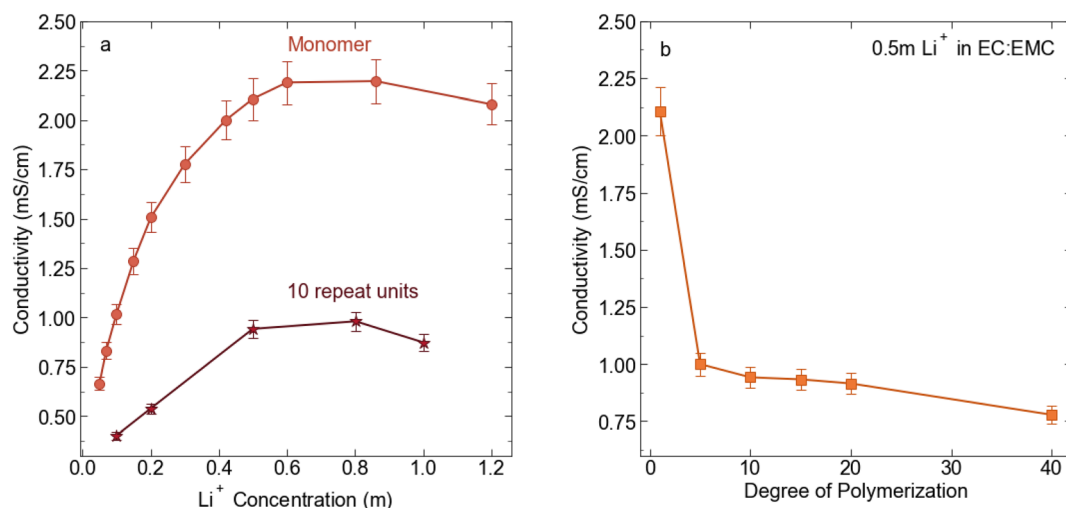 a
Monomer
10 repeat units
Conductivity (mS/cm)
2.50
2.25
2.00
1.75
1.50
1.25
1.00
0.75
0.50
0.0 0.2 0.4 0.6 0.8 1.0 1.2
Li⁺ Concentration (m)
b
0.5m Li⁺ in EC:EMC
Conductivity (mS/cm)
2.50
2.25
2.00
1.75
1.50
1.25
1.00
0.75
0 10 20 30 40
Degree of Polymerization